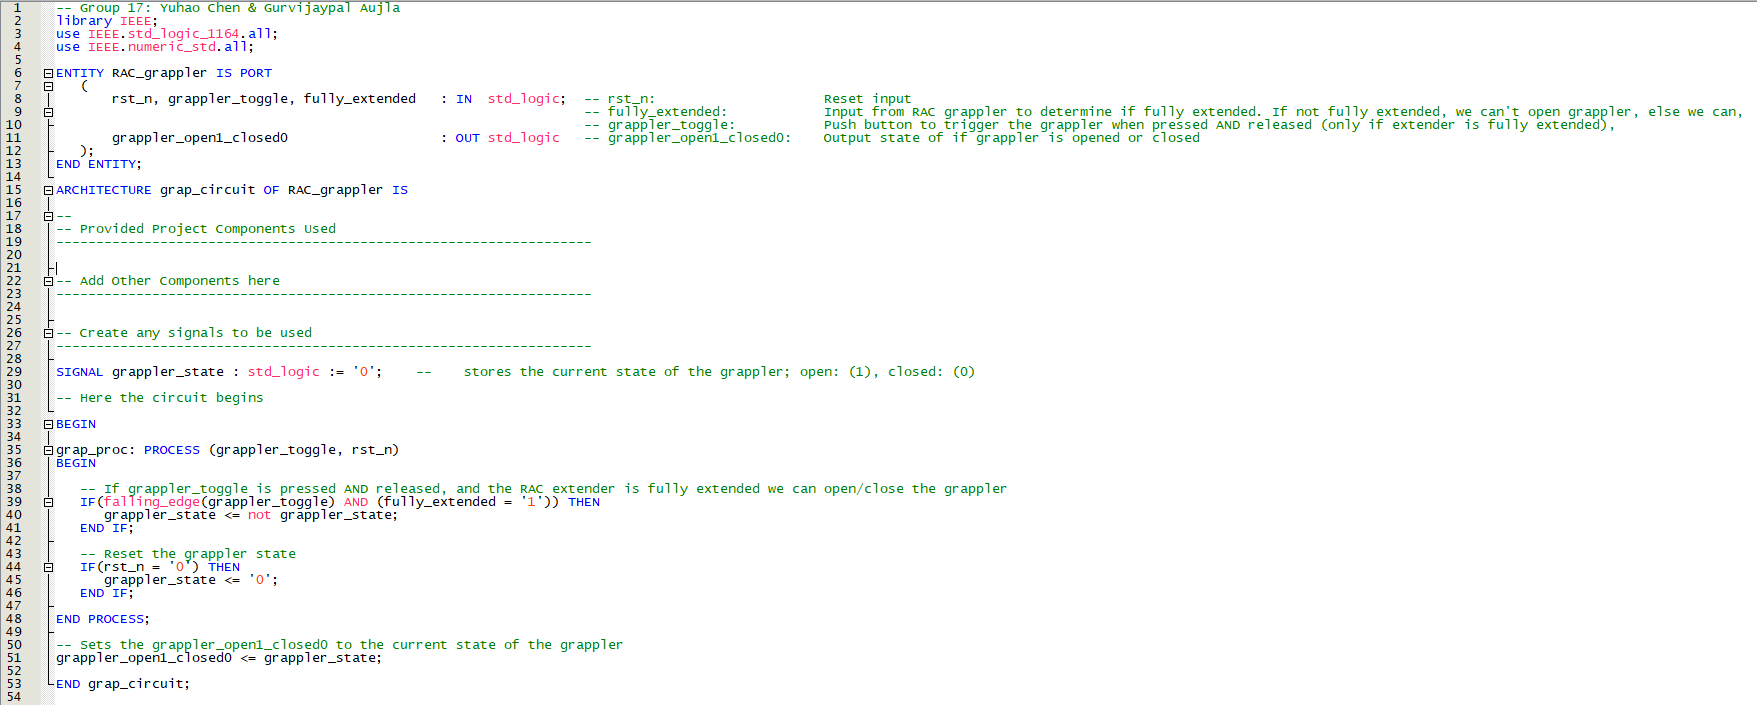 1 -- Group 17: Yuhao Chen & Gurvijaypal Aujla
2 library IEEE;
3 use IEEE.std_logic_1164.all;
4 use IEEE.numeric_std.all;
5
6 ENTITY RAC_grappler IS PORT
7 (
8 rst_n, grappler_toggle, fully_extended : IN std_logic; -- rst_n: Reset input
9 -- fully_extended: Input from RAC grappler to determine if fully extended. If not fully extended, we can't open grappler, else we can,
10 -- grappler_toggle: Push button to trigger the grappler when pressed AND released (only if extender is fully extended),
11 grappler_open1_closed0 : OUT std_logic -- grappler_open1_closed0: Output state of if grappler is opened or closed
12 );
13 END ENTITY;
14
15 ARCHITECTURE grap_circuit OF RAC_grappler IS
16
17 --
18 -- Provided Project Components Used
19 -------------------------------------------------------------------
20
21
22 -- Add Other Components here
23 -------------------------------------------------------------------
24
25
26 -- Create any signals to be used
27 -------------------------------------------------------------------
28
29 SIGNAL grappler_state : std_logic := '0'; -- stores the current state of the grappler; open: (1), closed: (0)
30
31 -- Here the circuit begins
32
33 BEGIN
34
35 grap_proc: PROCESS (grappler_toggle, rst_n)
36 BEGIN
37
38 -- If grappler_toggle is pressed AND released, and the RAC extender is fully extended we can open/close the grappler
39 IF(falling_edge(grappler_toggle) AND (fully_extended = '1')) THEN
40 grappler_state <= not grappler_state;
41 END IF;
42
43 -- Reset the grappler state
44 IF(rst_n = '0') THEN
45 grappler_state <= '0';
46 END IF;
47
48 END PROCESS;
49
50 -- Sets the grappler_open1_closed0 to the current state of the grappler
51 grappler_open1_closed0 <= grappler_state;
52
53 END grap_circuit;
54